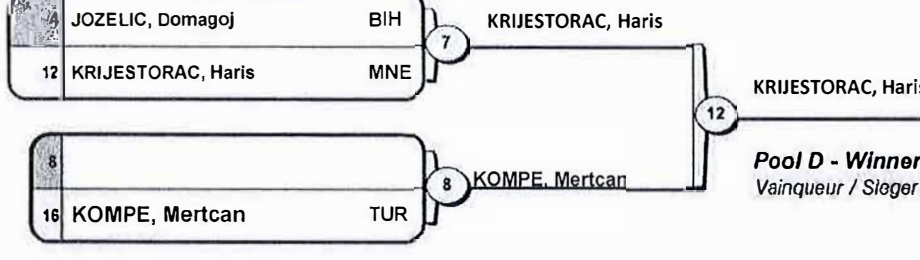 4 JOZELIC, Domagoj BIH
12 KRIJESTORAC, Haris MNE
7
KRIJESTORAC, Haris
8
16 KOMPE, Mertcan TUR
8
KOMPE, Mertcan
12
KRIJESTORAC, Haris
Pool D - Winner
Vainqueur / Sieger